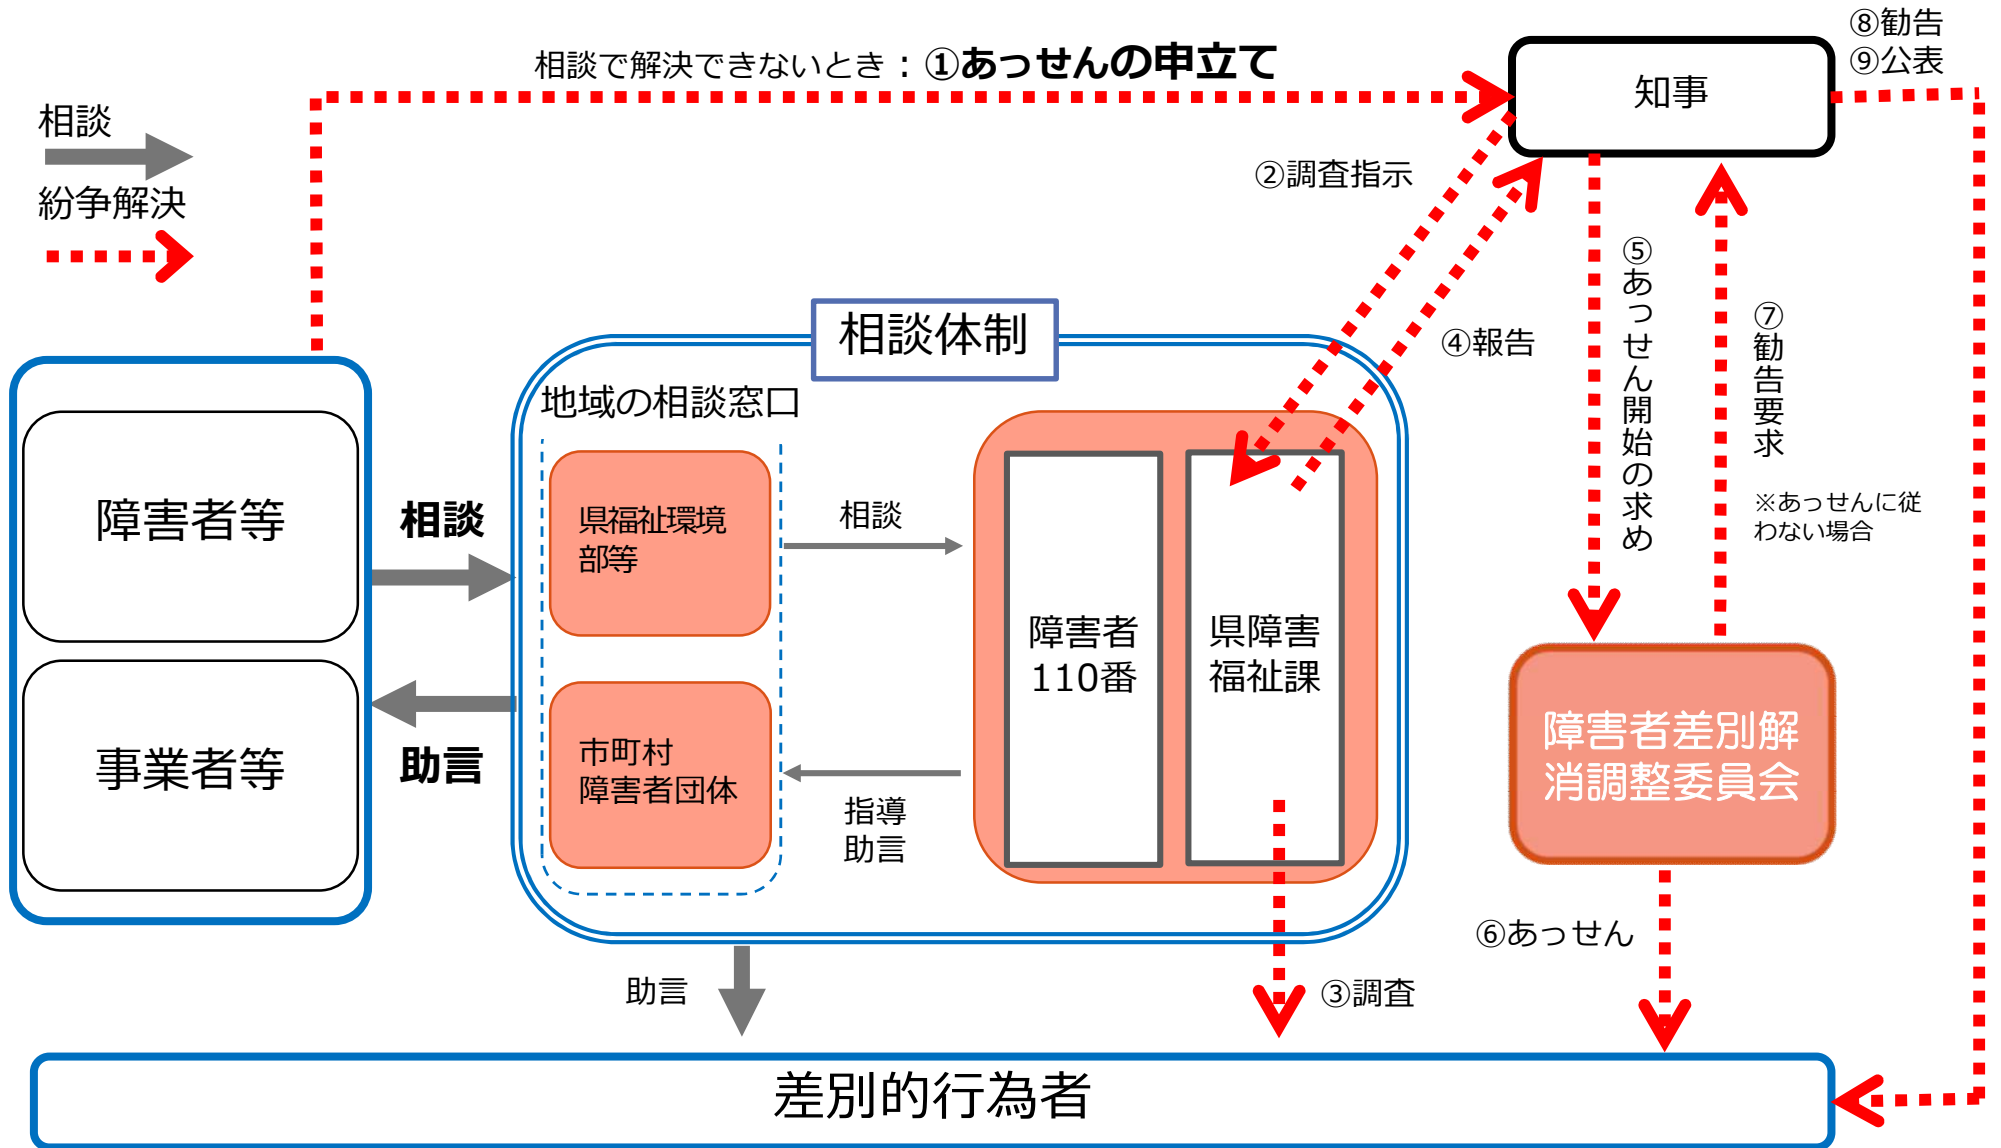 ⑧勧告
⑨公表
相談で解決できないとき：①あっせんの申立て
知事
相談
紛争解決
②調査指示
④報告
⑤あっせん開始の求め
⑦勧告要求
※あっせんに従
わない場合
相談体制
地域の相談窓口
障害者等
事業者等
相談
助言
県福祉環境
部等
市町村
障害者団体
相談
指導
助言
障害者
110番
県障害
福祉課
障害者差別解
消調整委員会
⑥あっせん
助言
③調査
差別的行為者